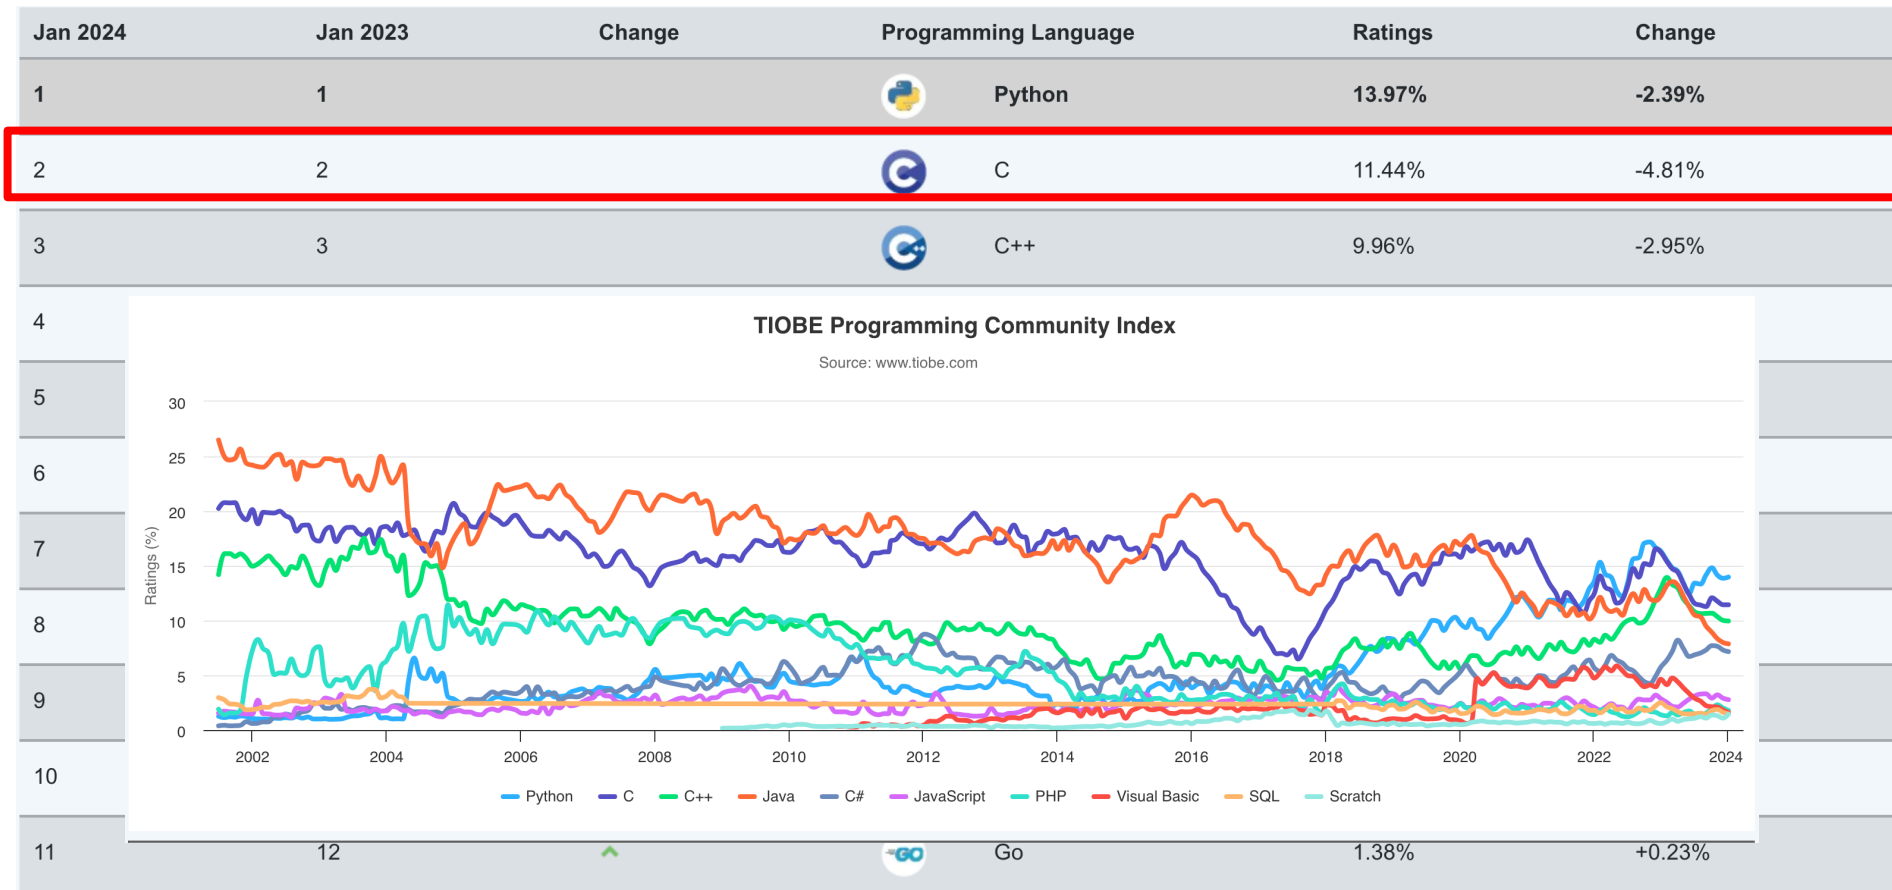 Jan 2024 Jan 2023 Change Programming Language Ratings Change
1 1 Python 13.97% -2.39%
2 2 C 11.44% -4.81%
3 3 C++ 9.96% -2.95%
4
5
6
7
8
9
10
TIOBE Programming Community Index
Source: www.tiobe.com
Ratings (%)
30
25
20
15
10
5
0
2002 2004 2006 2008 2010 2012 2014 2016 2018 2020 2022 2024
Python C C++ Java C# JavaScript PHP Visual Basic SQL Scratch
11 12 GO Go 1.38% +0.23%